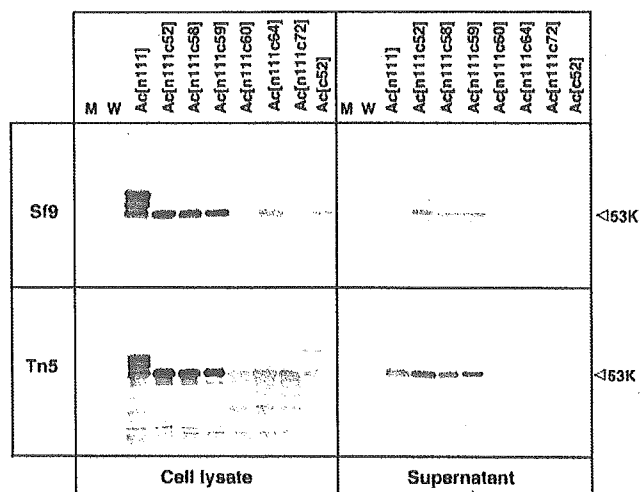 M W Ac[n111] Ac[n111c52] Ac[n111c58] Ac[n111c59] Ac[n111c60] Ac[n111c64] Ac[n111c72] Ac[c52] M W Ac[n111] Ac[n111c52] Ac[n111c58] Ac[n111c59] Ac[n111c60] Ac[n111c64] Ac[n111c72] Ac[c52]
Sf9 ◁53K
Tn5 ◁53K
Cell lysate Supernatant